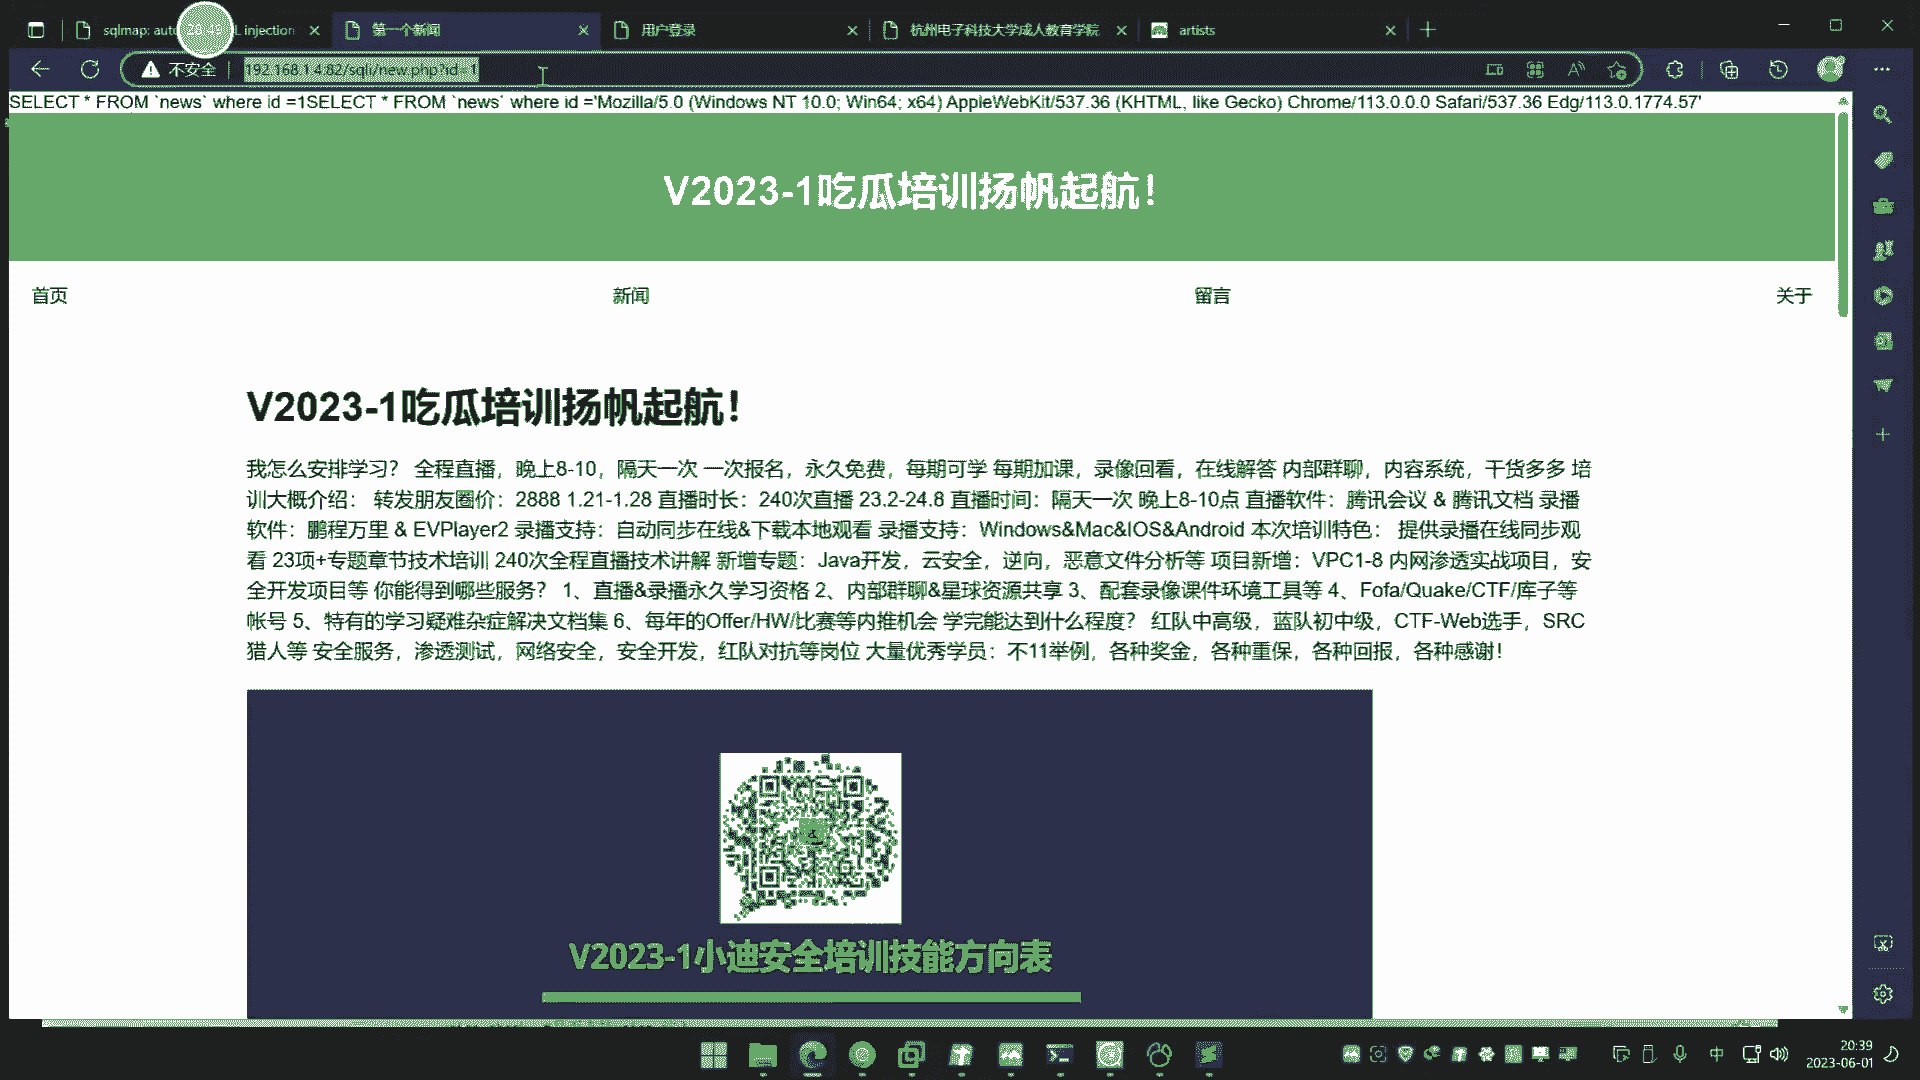 sqlmap: auto
L injection
第一个新闻
用户登录
杭州电子科技大学成人教育学院
artists
不安全
192.168.1.4:82/sqli/new.php?id=1
SELECT * FROM `news` where id =1SELECT * FROM `news` where id ='Mozilla/5.0 (Windows NT 10.0; Win64; x64) AppleWebKit/537.36 (KHTML, like Gecko) Chrome/113.0.0.0 Safari/537.36 Edg/113.0.1774.57'
V2023-1吃瓜培训扬帆起航！
首页 新闻 留言 关于
V2023-1吃瓜培训扬帆起航！
我怎么安排学习？ 全程直播，晚上8-10，隔天一次 一次报名，永久免费，每期可学 每期加课，录像回看，在线解答 内部群聊，内容系统，干货多多 培
训大概介绍： 转发朋友圈价：2888 1.21-1.28 直播时长：240次直播 23.2-24.8 直播时间：隔天一次 晚上8-10点 直播软件：腾讯会议 & 腾讯文档 录播
软件：鹏程万里 & EVPlayer2 录播支持：自动同步在线&下载本地观看 录播支持：Windows&Mac&IOS&Android 本次培训特色： 提供录播在线同步观
看 23项+专题章节技术培训 240次全程直播技术讲解 新增专题：Java开发，云安全，逆向，恶意文件分析等 项目新增：VPC1-8 内网渗透实战项目，安
全开发项目等 你能得到哪些服务？ 1、直播&录播永久学习资格 2、内部群聊&星球资源共享 3、配套录像课件环境工具等 4、Fofa/Quake/CTF/库子等
帐号 5、特有的学习疑难杂症解决文档集 6、每年的Offer/HW/比赛等内推机会 学完能达到什么程度？ 红队中高级，蓝队初中级，CTF-Web选手，SRC
猎人等 安全服务，渗透测试，网络安全，安全开发，红队对抗等岗位 大量优秀学员：不11举例，各种奖金，各种重保，各种回报，各种感谢！
V2023-1小迪安全培训技能方向表
中
20:39
2023-06-01